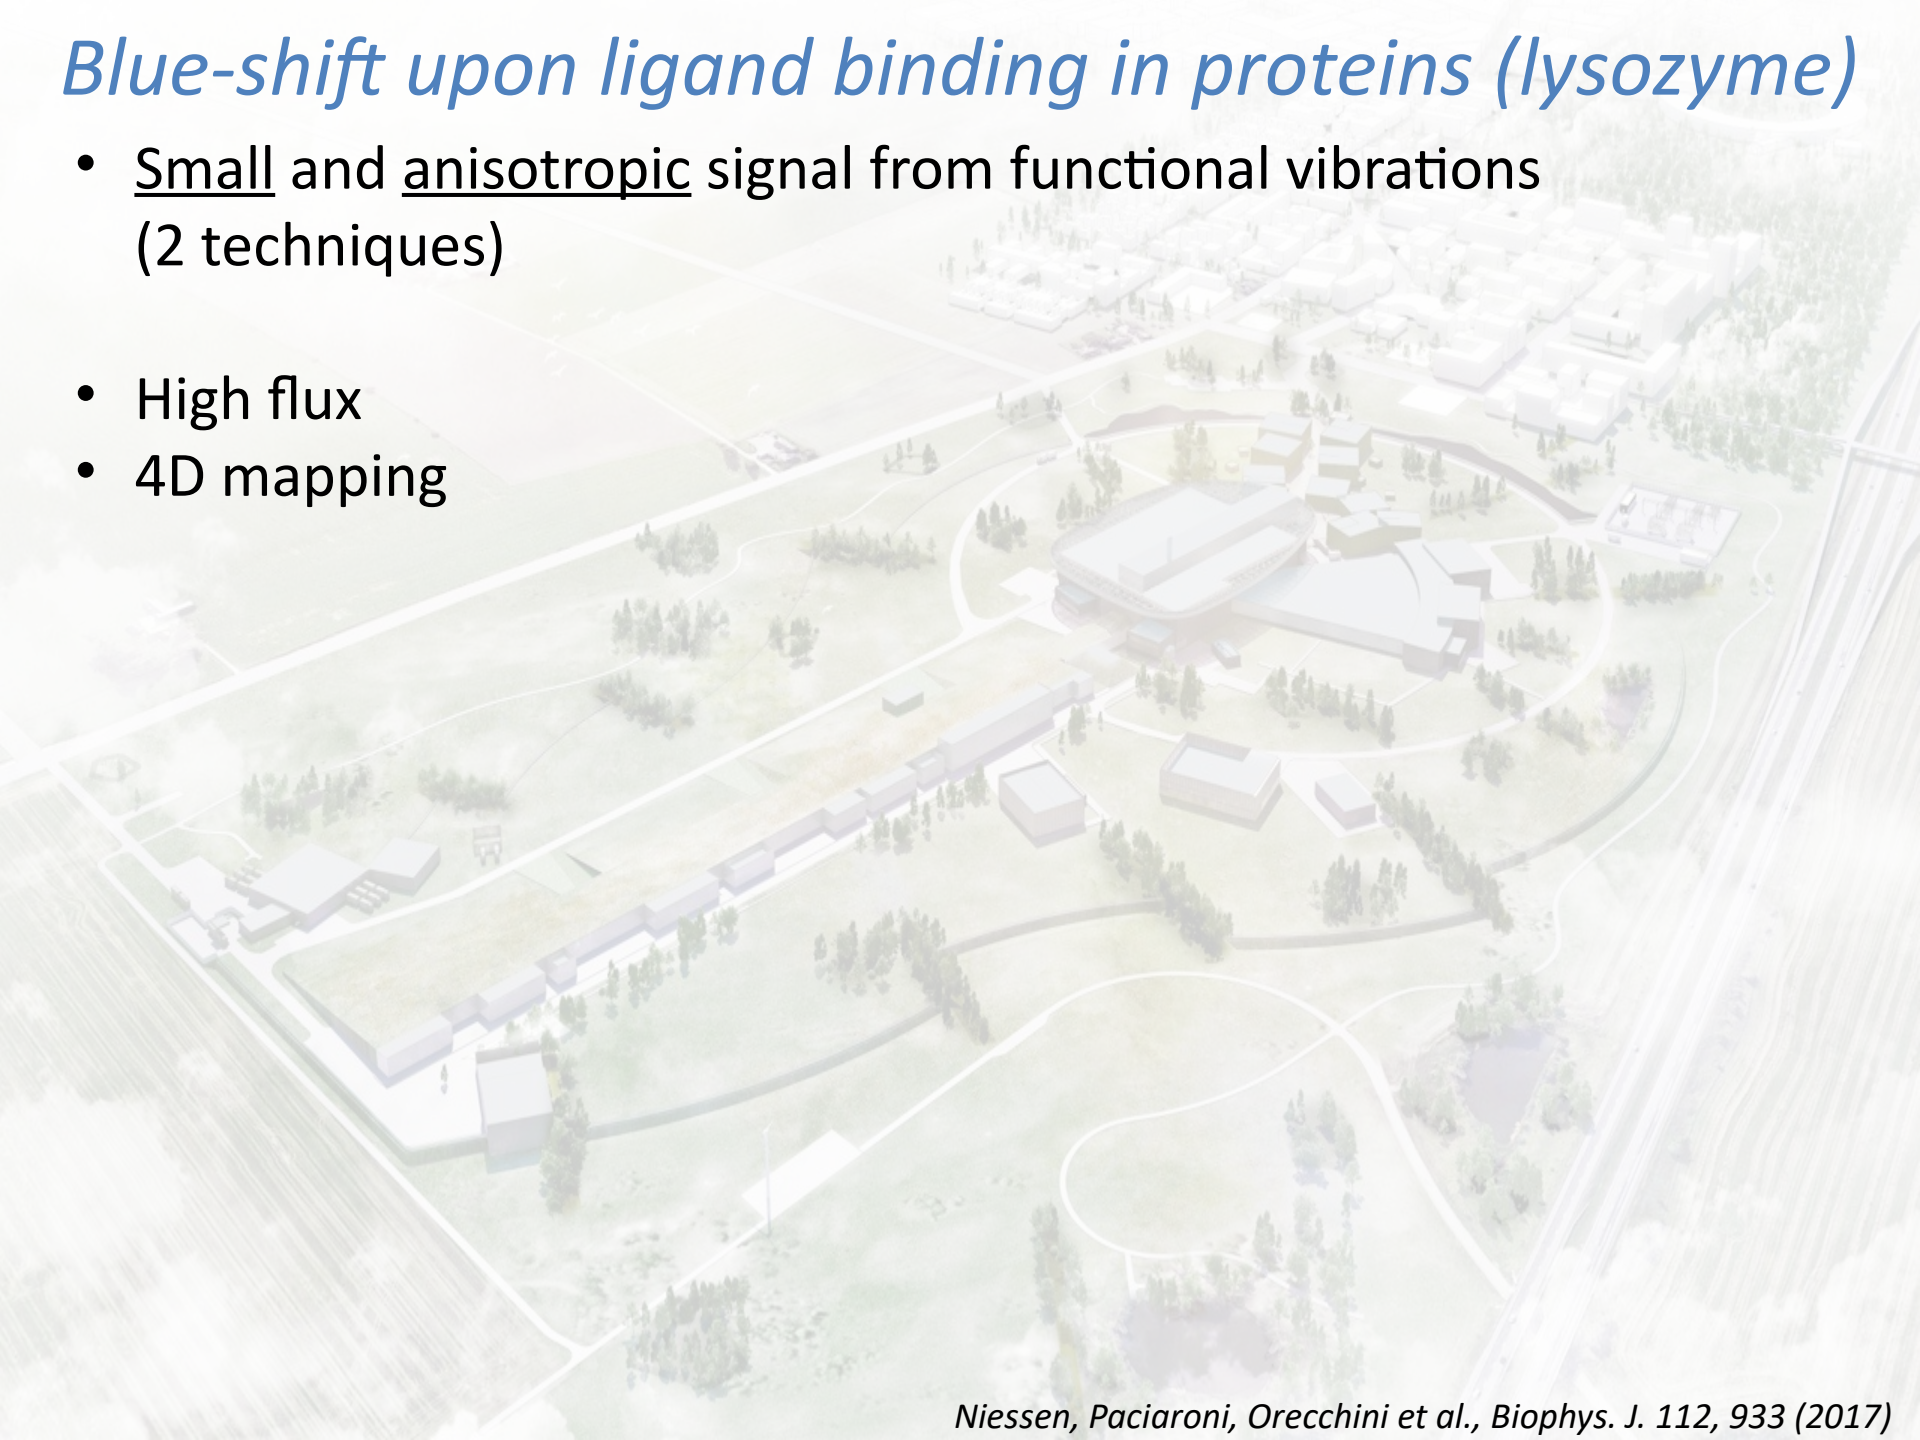 Blue-shift upon ligand binding in proteins (lysozyme)
• Small and anisotropic signal from functional vibrations
(2 techniques)
• High flux
• 4D mapping
Niessen, Paciaroni, Orecchini et al., Biophys. J. 112, 933 (2017)